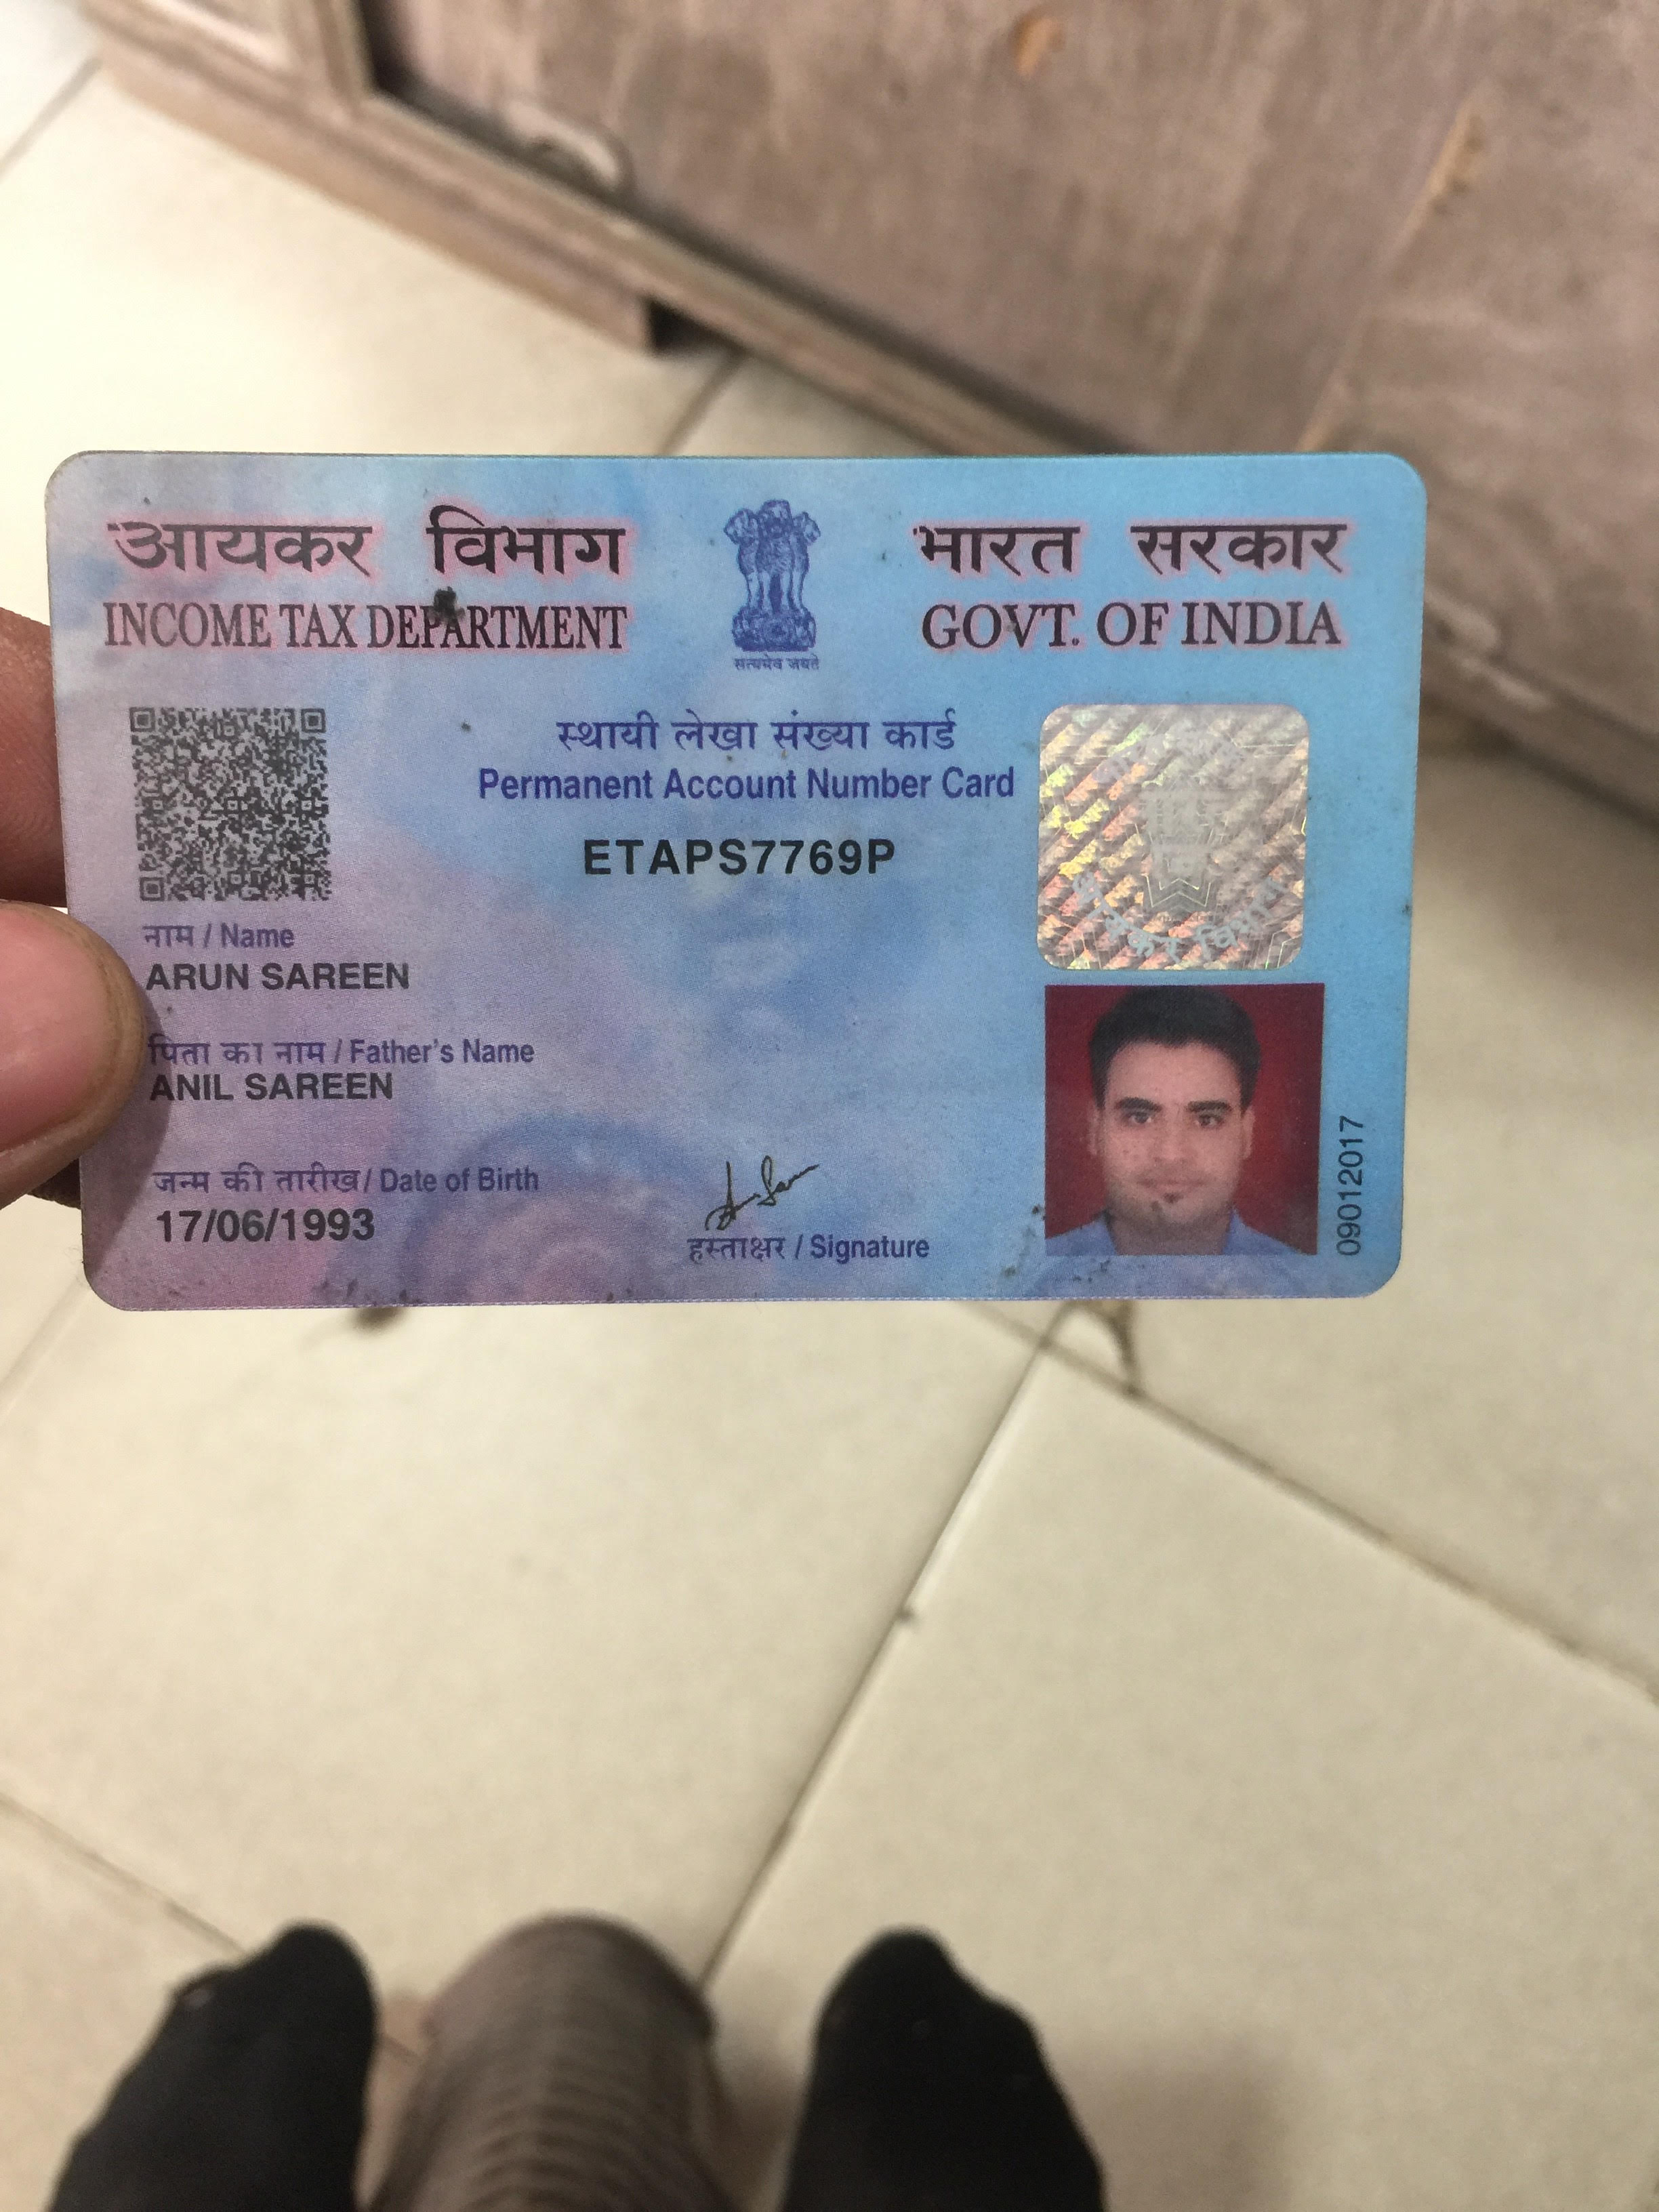 आयकर विभाग
INCOME TAX DEPARTMENT
सत्यमेव जयते
भारत सरकार
GOVT. OF INDIA
स्थायी लेखा संख्या कार्ड
Permanent Account Number Card
ETAPS7769P
नाम / Name
ARUN SAREEN
पिता का नाम / Father's Name
ANIL SAREEN
जन्म की तारीख / Date of Birth
17/06/1993
हस्ताक्षर / Signature
09012017
आयकर विभाग